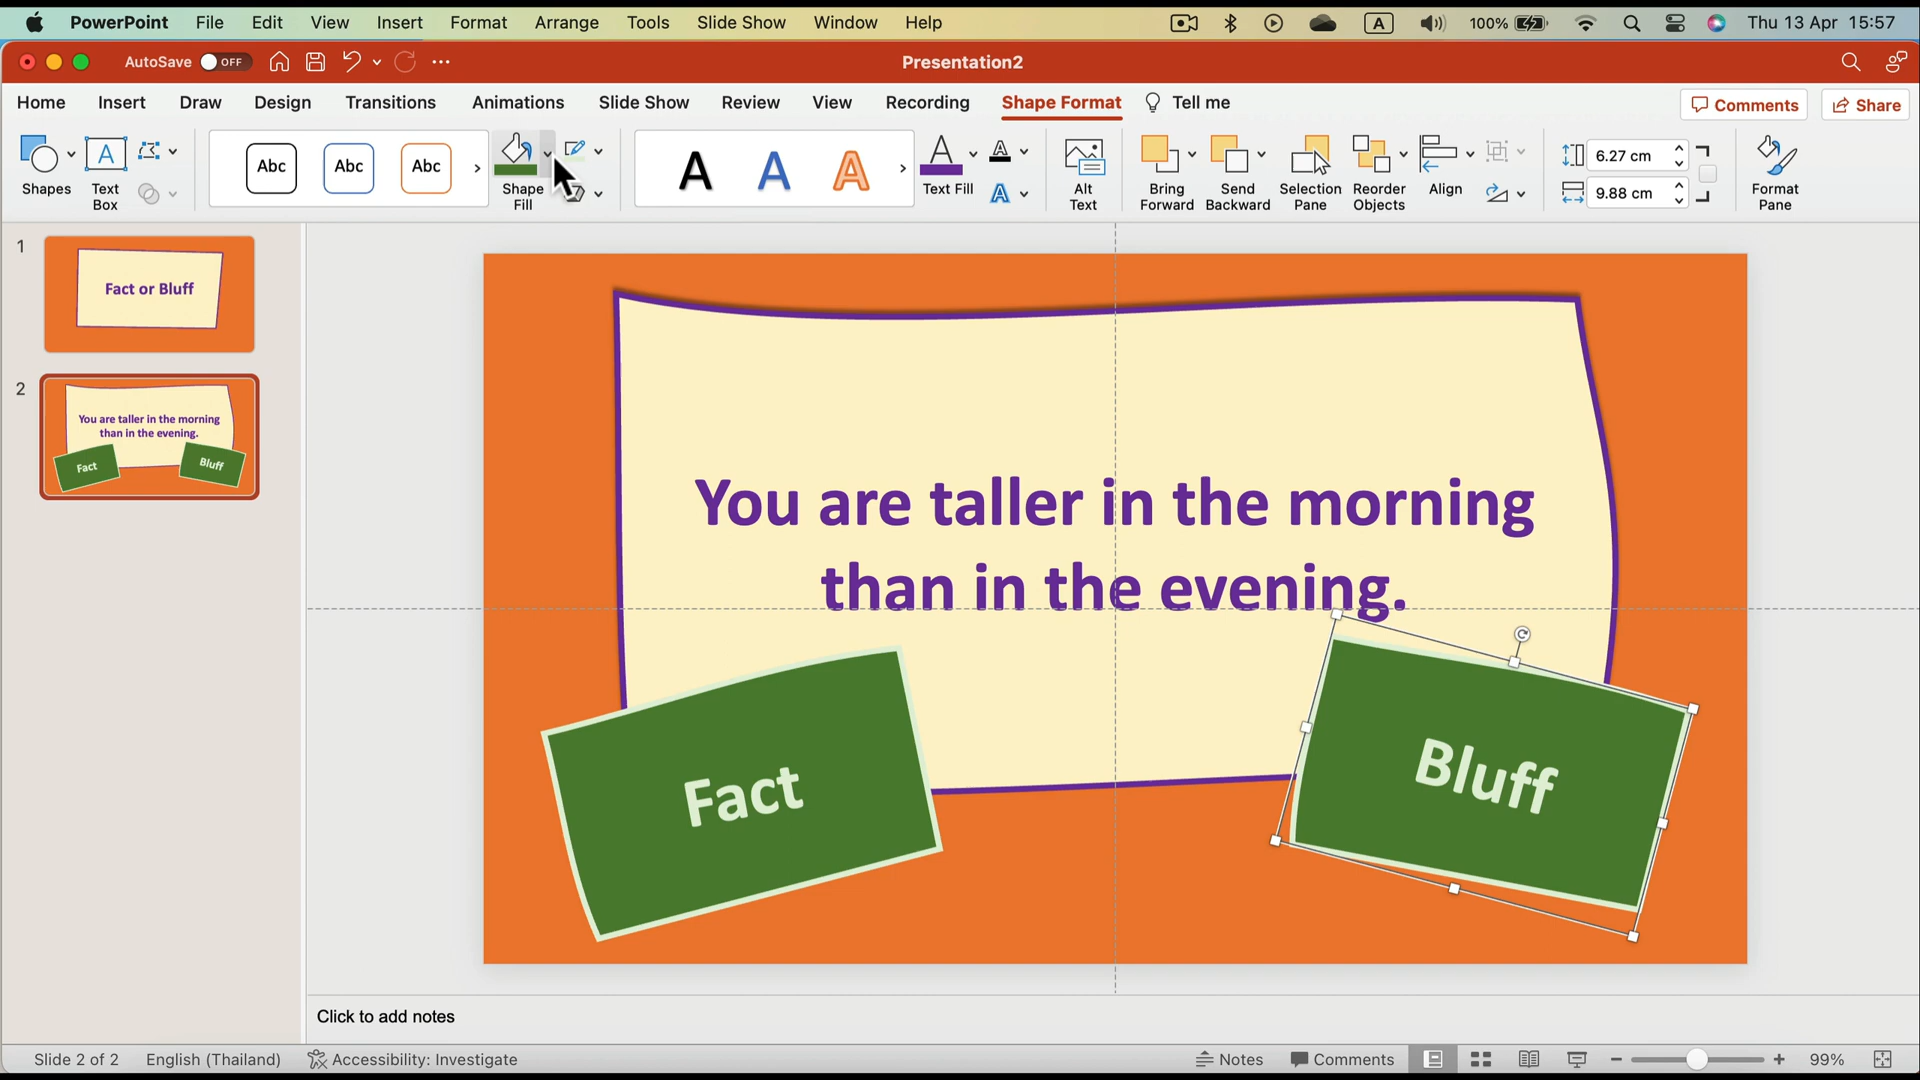 PowerPoint File Edit View Insert Format Arrange Tools Slide Show Window Help A 100% Thu 13 Apr 15:57
AutoSave OFF Presentation2
Home Insert Draw Design Transitions Animations Slide Show Review View Recording Shape Format Tell me Comments Share
Shapes
Text
Box
Abc Abc Abc
Shape
Fill
A A A
Text Fill
Alt
Text
Bring
Forward
Send
Backward
Selection
Pane
Reorder
Objects
Align
6.27 cm
9.88 cm
Format
Pane
1
Fact or Bluff
2
You are taller in the morning
than in the evening.
Fact
Bluff
You are taller in the morning
than in the evening.
Fact
Bluff
Click to add notes
Slide 2 of 2 English (Thailand) Accessibility: Investigate Notes Comments 99%